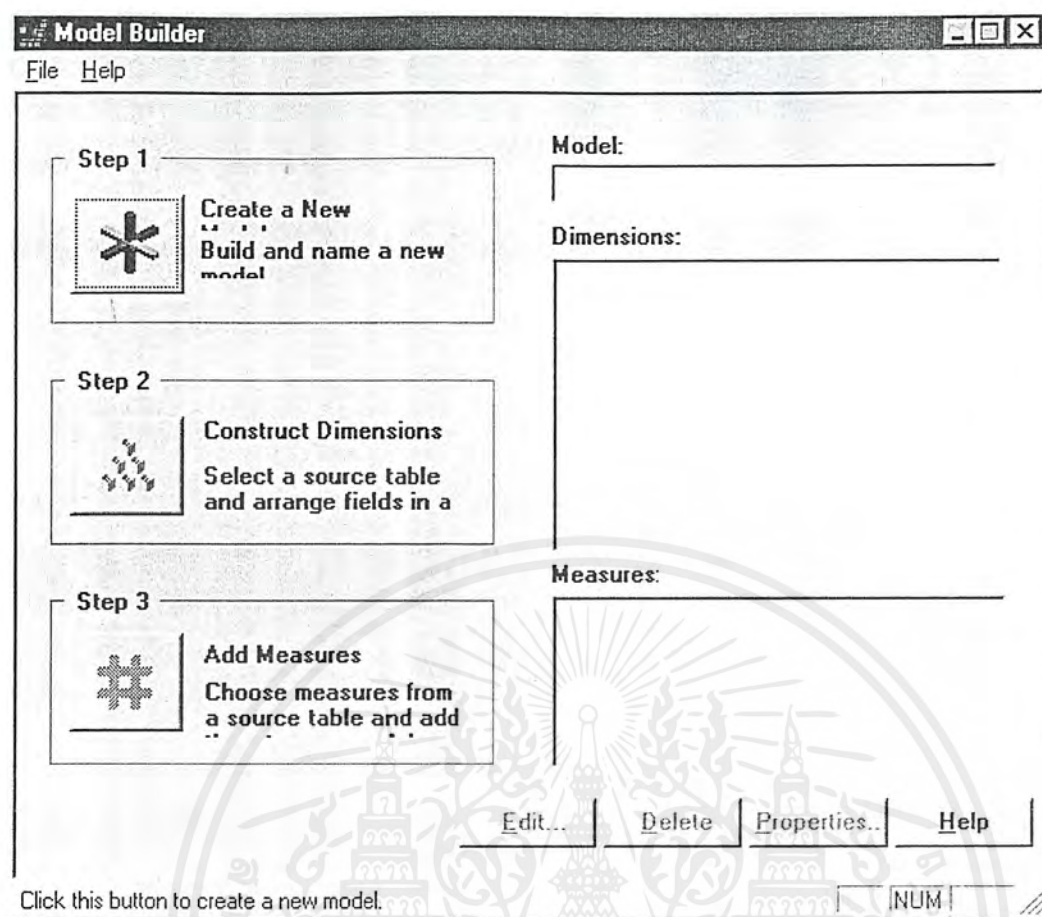 Model Builder
File Help
Step 1
Create a New
Build and name a new
model
Step 2
Construct Dimensions
Select a source table
and arrange fields in a
Step 3
Add Measures
Choose measures from
a source table and add
Model:
Dimensions:
Measures:
Edit... Delete Properties.. Help
Click this button to create a new model.
NUM